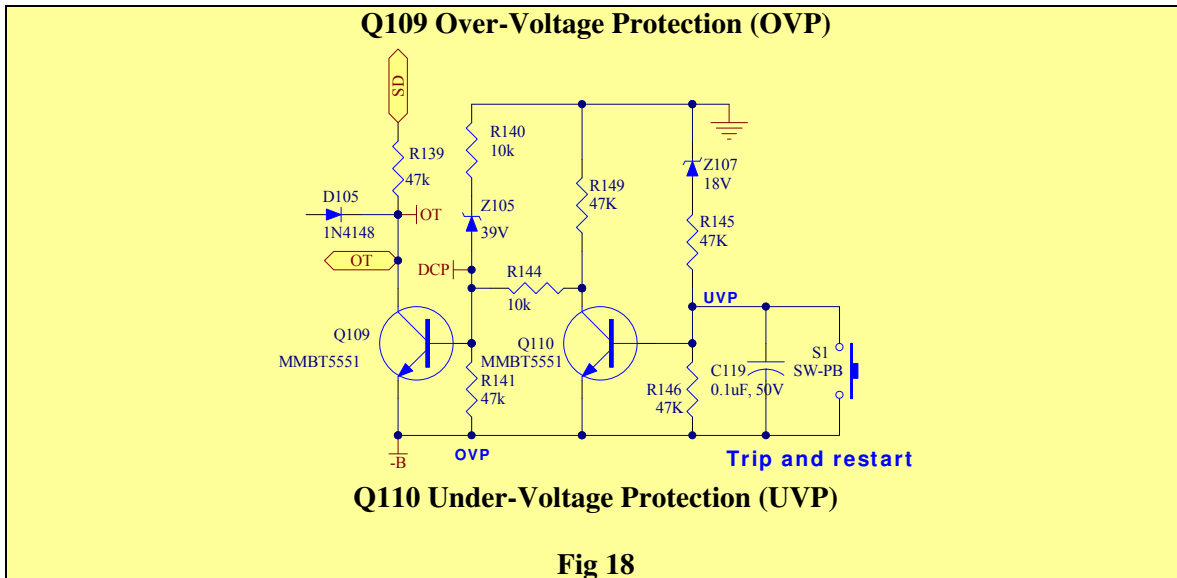 Q109 Over-Voltage Protection (OVP)
SD
R139
47k
D105
1N4148
OT
OT
R140
10k
Z105
39V
DCP
R144
10k
R149
47K
Z107
18V
R145
47K
UVP
Q109
MMBT5551
Q110
MMBT5551
R141
47k
R146
47K
C119
0.1uF, 50V
S1
SW-PB
-B
OVP
Trip and restart
Q110 Under-Voltage Protection (UVP)
Fig 18